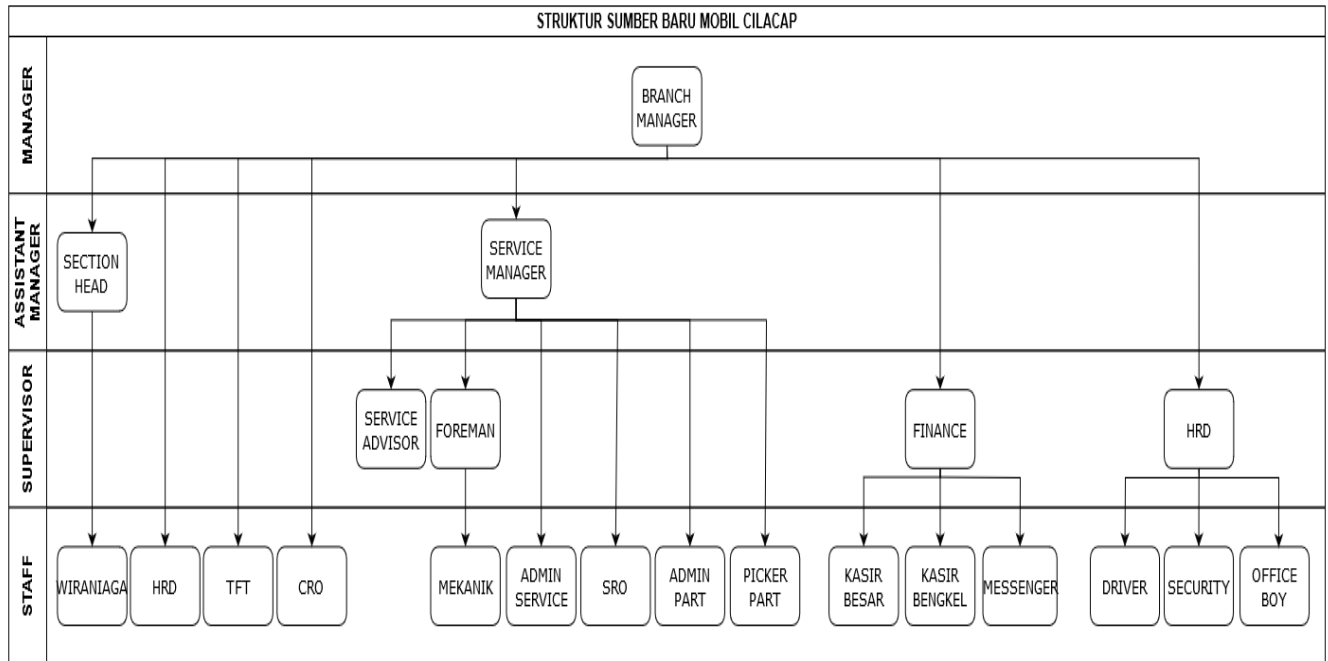 STRUKTUR SUMBER BARU MOBIL CILACAP
MANAGER
BRANCH
MANAGER
ASSISTANT
MANAGER
SECTION
HEAD
SERVICE
MANAGER
SUPERVISOR
SERVICE
ADVISOR
FOREMAN
FINANCE
HRD
STAFF
WIRANIAGA
HRD
TFT
CRO
MEKANIK
ADMIN
SERVICE
SRO
ADMIN
PART
PICKER
PART
KASIR
BESAR
KASIR
BENGKEL
MESSENGER
DRIVER
SECURITY
OFFICE
BOY